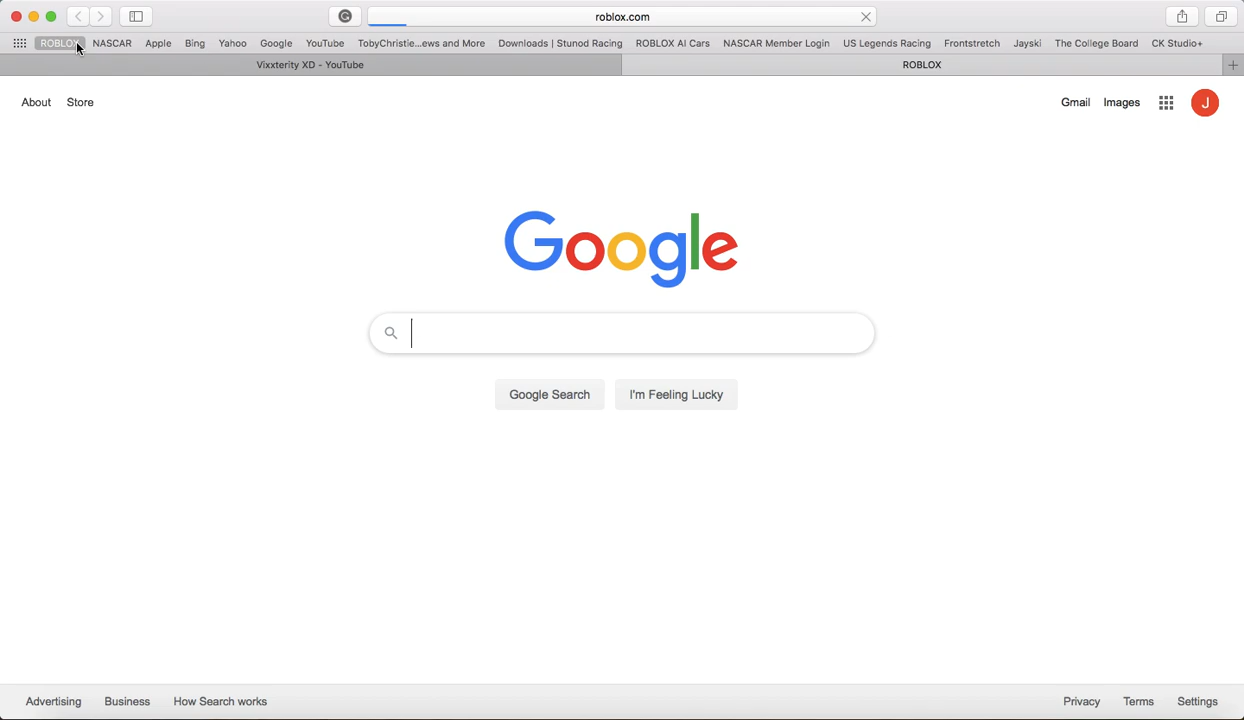 roblox.com
ROBLOX NASCAR Apple Bing Yahoo Google YouTube TobyChristie...ews and More Downloads | Stunod Racing ROBLOX AI Cars NASCAR Member Login US Legends Racing Frontstretch Jayski The College Board CK Studio+
Vixxterity XD - YouTube ROBLOX
About Store Gmail Images J
Google
Google Search I'm Feeling Lucky
Advertising Business How Search works Privacy Terms Settings